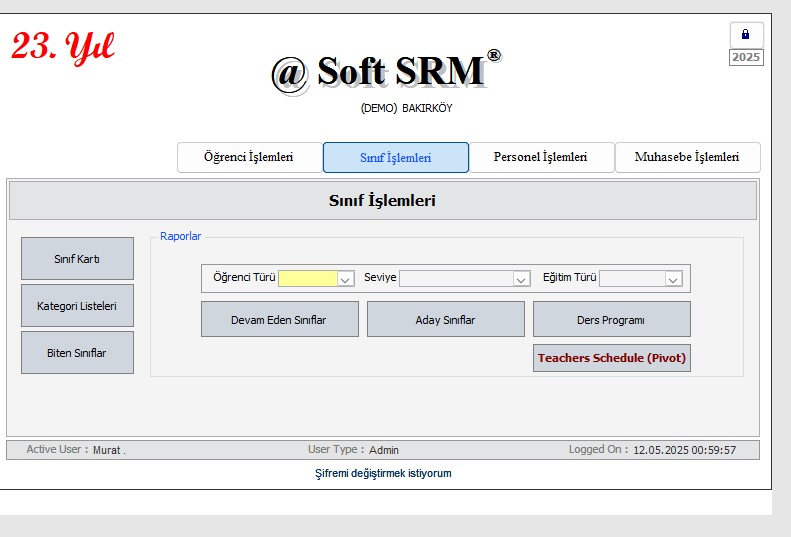 23. Yıl
2025
@ Soft SRM®
(DEMO) BAKIRKÖY
Öğrenci İşlemleri Sınıf İşlemleri Personel İşlemleri Muhasebe İşlemleri
Sınıf İşlemleri
Raporlar
Sınıf Kartı
Öğrenci Türü Seviye Eğitim Türü
Kategori Listeleri
Devam Eden Sınıflar Aday Sınıflar Ders Programı
Biten Sınıflar
Teachers Schedule (Pivot)
Active User : Murat . User Type : Admin Logged On : 12.05.2025 00:59:57
Şifremi değiştirmek istiyorum